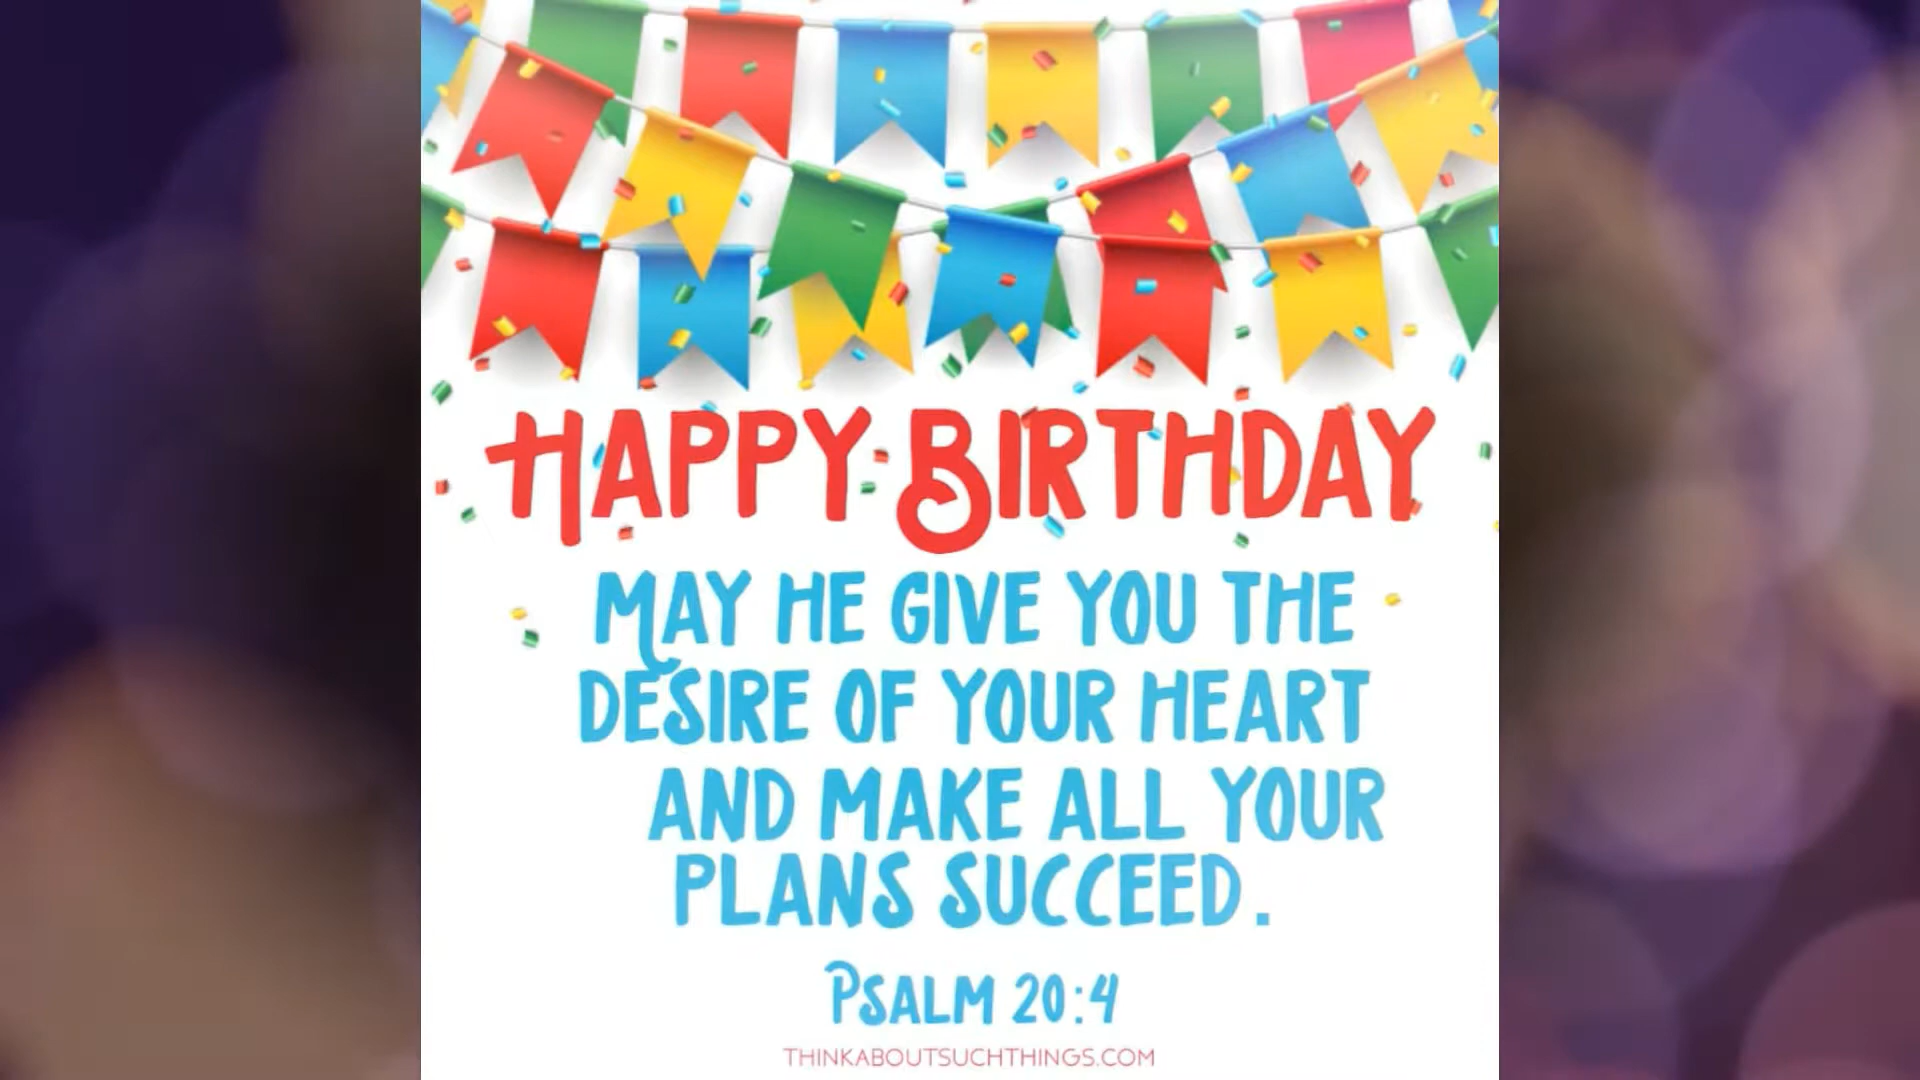 HAPPY BIRTHDAY
MAY HE GIVE YOU THE
DESIRE OF YOUR HEART
AND MAKE ALL YOUR
PLANS SUCCEED.
PSALM 20:4
THINKABOUTSUCHTHINGS.COM